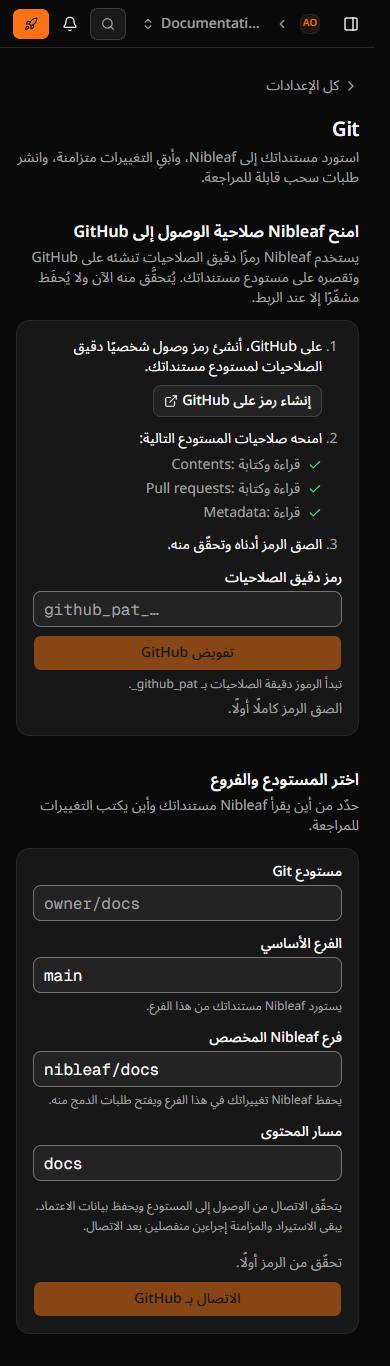 AO
Documentati...
كل الإعدادات
Git
استورد مستنداتك إلى Nibleaf، وأبقِ التغييرات متزامنة، وانشر
طلبات سحب قابلة للمراجعة.
امنح Nibleaf صلاحية الوصول إلى GitHub
يستخدم Nibleaf رمزًا دقيق الصلاحيات تنشئه على GitHub
وتقصره على مستودع مستنداتك. يُتحقَّق منه الآن ولا يُحفَظ
مشفّرًا إلا عند الربط.
1. على GitHub، أنشئ رمز وصول شخصيًا دقيق
الصلاحيات لمستودع مستنداتك.
إنشاء رمز على GitHub
2. امنحه صلاحيات المستودع التالية:
Contents: قراءة وكتابة
Pull requests: قراءة وكتابة
Metadata: قراءة
3. الصق الرمز أدناه وتحقّق منه.
رمز دقيق الصلاحيات
github_pat_…
تفويض GitHub
تبدأ الرموز دقيقة الصلاحيات بـ github_pat_.
الصق الرمز كاملًا أولًا.
اختر المستودع والفروع
حدّد من أين يقرأ Nibleaf مستنداتك وأين يكتب التغييرات
للمراجعة.
مستودع Git
owner/docs
الفرع الأساسي
main
يستورد Nibleaf مستنداتك من هذا الفرع.
فرع Nibleaf المخصص
nibleaf/docs
يحفظ Nibleaf تغييراتك في هذا الفرع ويفتح طلبات الدمج منه.
مسار المحتوى
docs
يتحقّق الاتصال من الوصول إلى المستودع ويحفظ بيانات الاعتماد.
يبقى الاستيراد والمزامنة إجراءين منفصلين بعد الاتصال.
تحقّق من الرمز أولًا.
الاتصال بـ GitHub